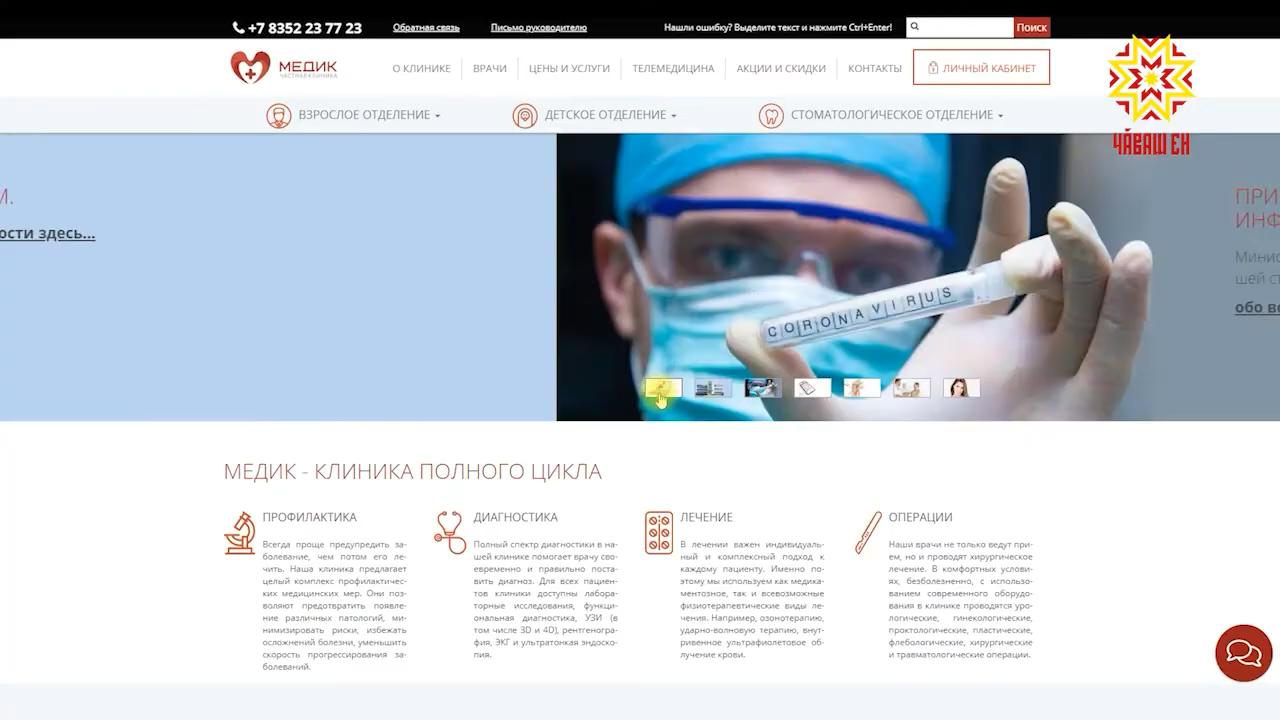 +7 8352 23 77 23
Обратная связь
Письмо руководителю
Нашли ошибку? Выделите текст и нажмите Ctrl+Enter!
Поиск
МЕДИК
ЧАСТНАЯ КЛИНИКА
О КЛИНИКЕ
ВРАЧИ
ЦЕНЫ И УСЛУГИ
ТЕЛЕМЕДИЦИНА
АКЦИИ И СКИДКИ
КОНТАКТЫ
ЛИЧНЫЙ КАБИНЕТ
ЧӐВАШ ЕН
ВЗРОСЛОЕ ОТДЕЛЕНИЕ
ДЕТСКОЕ ОТДЕЛЕНИЕ
СТОМАТОЛОГИЧЕСКОЕ ОТДЕЛЕНИЕ
М.
ости здесь...
CORONAVIRUS
ПРИ
ИНФ
Минис
шей ст
обо в
МЕДИК - КЛИНИКА ПОЛНОГО ЦИКЛА
ПРОФИЛАКТИКА
Всегда проще предупредить за-
болевание, чем потом его ле-
чить. Наша клиника предлагает
целый комплекс профилактичес-
ких медицинских мер. Они поз-
воляют предотвратить появле-
ние различных патологий, ми-
нимизировать риски, избежать
осложнений болезни, уменьшить
скорость прогрессирования за-
болеваний.
ДИАГНОСТИКА
Полный спектр диагностики в на-
шей клинике помогает врачу сво-
евременно и правильно поста-
вить диагноз. Для всех пациен-
тов клиники доступны лабора-
торные исследования, функци-
ональная диагностика, УЗИ (в
том числе 3D и 4D), рентгеногра-
фия, ЭКГ и ультратонкая эндоско-
пия.
ЛЕЧЕНИЕ
В лечении важен индивидуаль-
ный и комплексный подход к
каждому пациенту. Именно по-
этому мы используем как медика-
ментозное, так и всевозможные
физиотерапевтические виды ле-
чения. Например, озонотерапию,
ударно-волновую терапию, внут-
ривенное ультрафиолетовое об-
лучение крови.
ОПЕРАЦИИ
Наши врачи не только ведут при-
ем, но и проводят хирургическое
лечение. В комфортных услови-
ях, безболезненно, с использо-
ванием современного оборудо-
вания в клинике проводятся уро-
логические, гинекологические,
проктологические, пластические,
флебологические, хирургические
и травматологические операции.